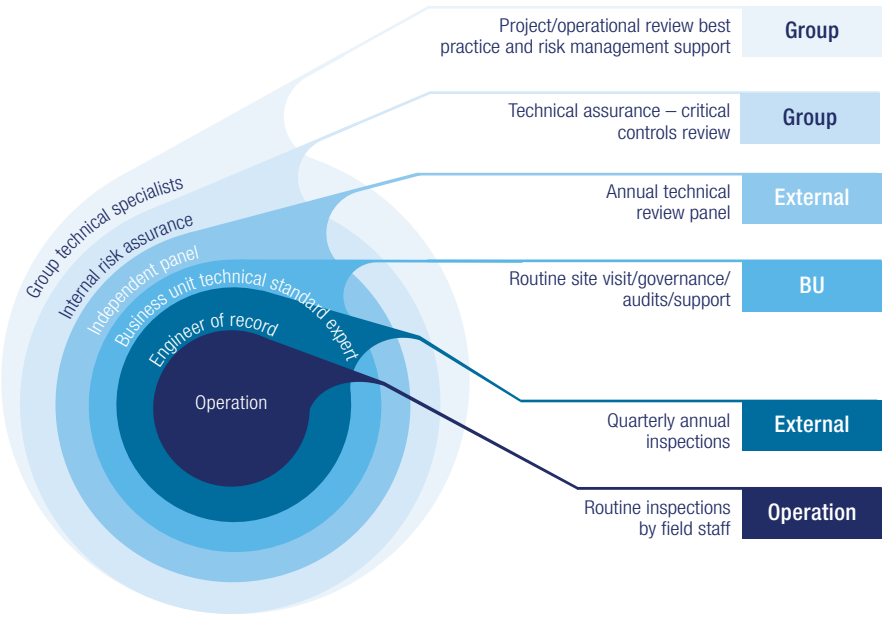 Project/operational review best
practice and risk management support
Group
Technical assurance – critical
controls review
Group
Annual technical
review panel
External
Routine site visit/governance/
audits/support
BU
Quarterly annual
inspections
External
Routine inspections
by field staff
Operation
Group technical specialists
Internal risk assurance
Independent panel
Business unit technical standard expert
Engineer of record
Operation